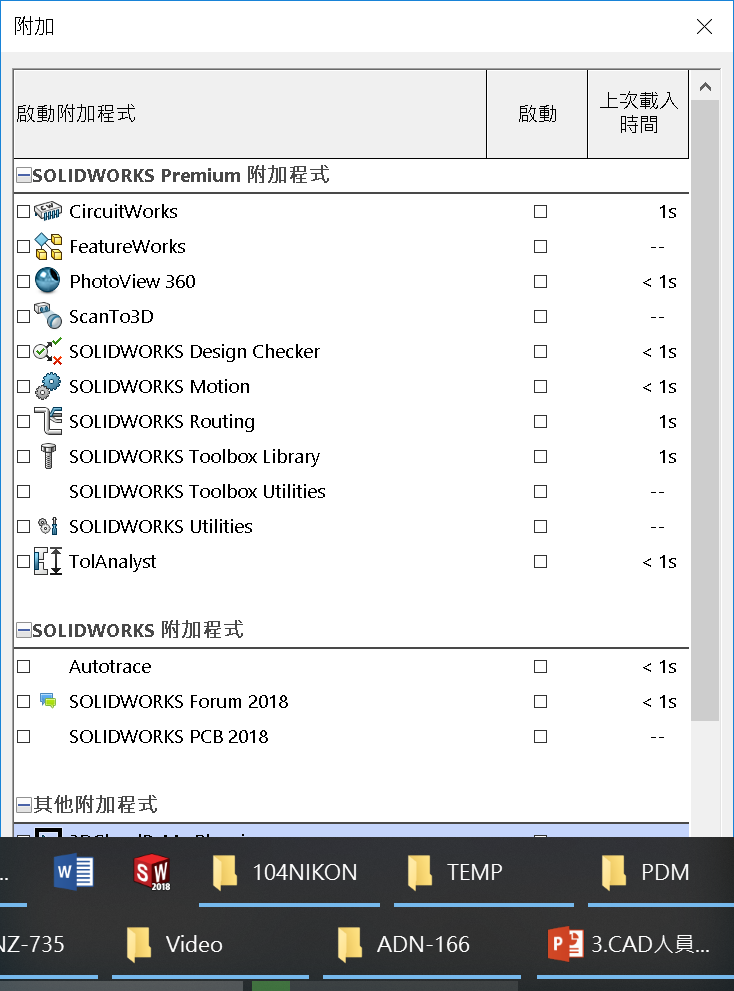 附加
啟動附加程式 啟動 上次載入
時間
SOLIDWORKS Premium 附加程式
CircuitWorks 1s
FeatureWorks --
PhotoView 360 < 1s
ScanTo3D --
SOLIDWORKS Design Checker < 1s
SOLIDWORKS Motion < 1s
SOLIDWORKS Routing 1s
SOLIDWORKS Toolbox Library 1s
SOLIDWORKS Toolbox Utilities --
SOLIDWORKS Utilities --
TolAnalyst < 1s
SOLIDWORKS 附加程式
Autotrace < 1s
SOLIDWORKS Forum 2018 < 1s
SOLIDWORKS PCB 2018 --
其他附加程式
.. W SW 2018 104NIKON TEMP PDM
NZ-735 Video ADN-166 P 3.CAD人員...